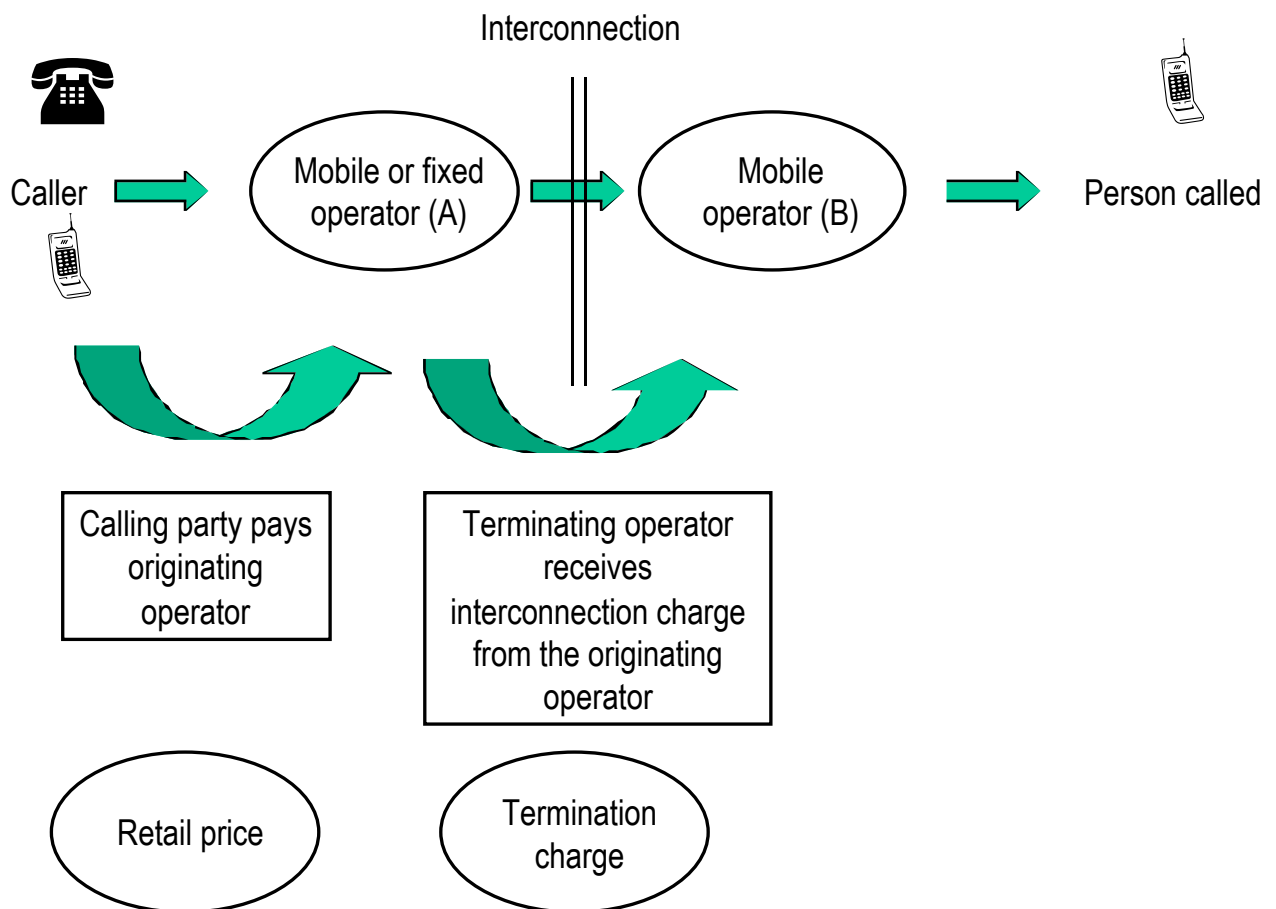 Interconnection
Caller
Mobile or fixed
operator (A)
Mobile
operator (B)
Person called
Calling party pays
originating
operator
Terminating operator
receives
interconnection charge
from the originating
operator
Retail price
Termination
charge